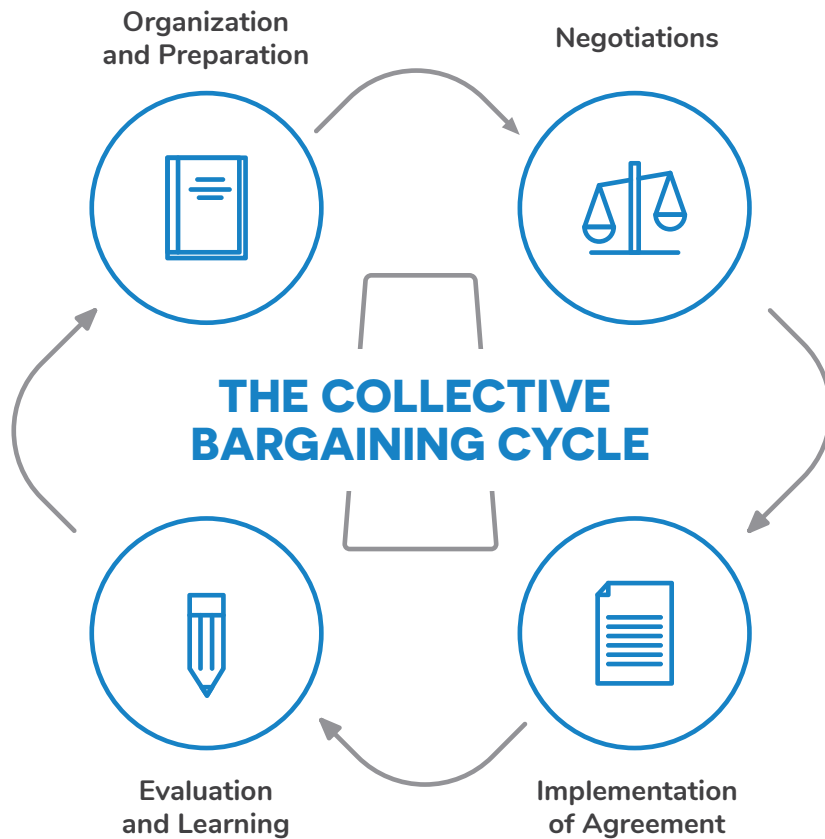 Organization
and Preparation
Negotiations
THE COLLECTIVE
BARGAINING CYCLE
Evaluation
and Learning
Implementation
of Agreement